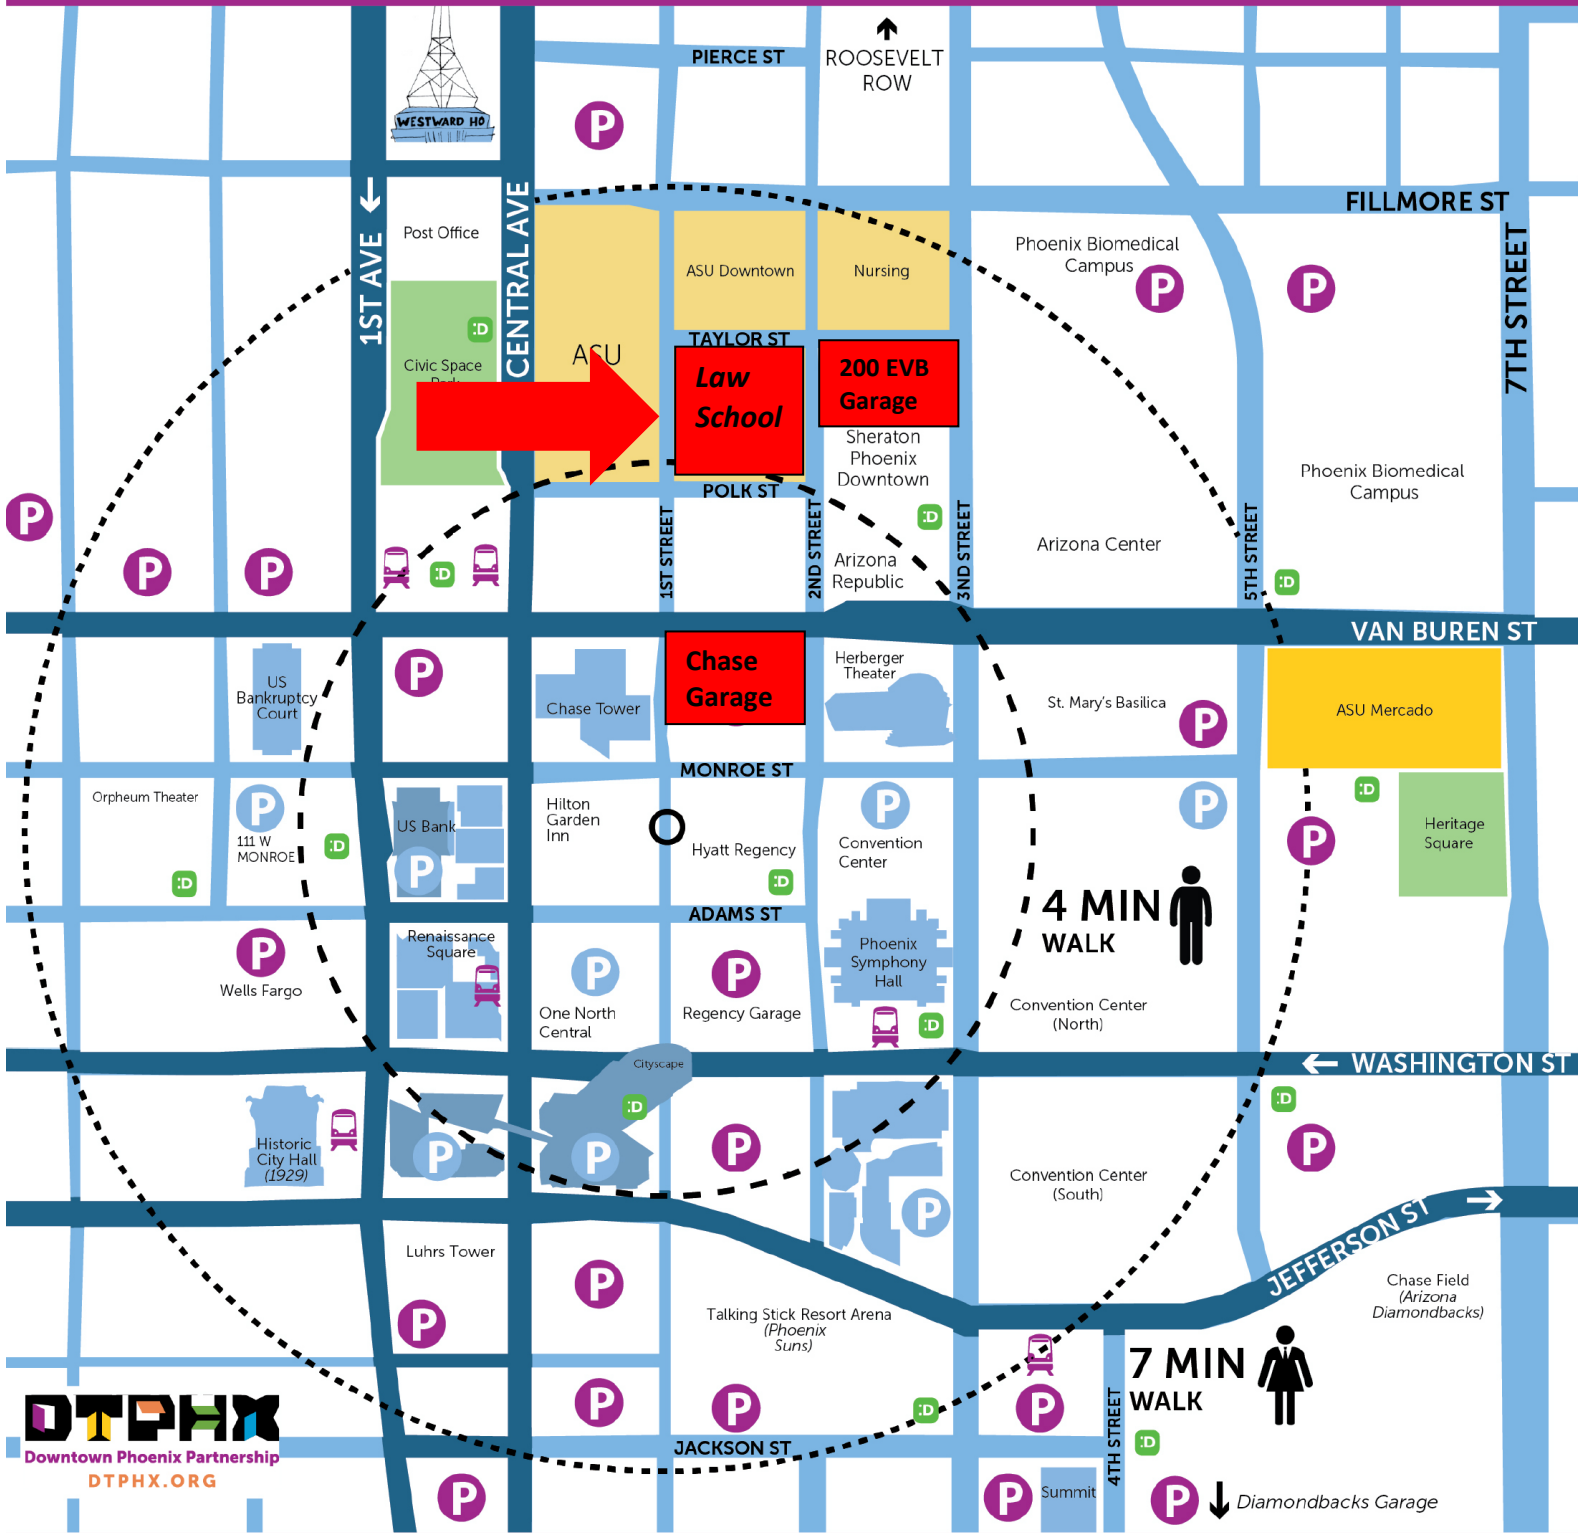 PIERCE ST
ROOSEVELT
ROW
WESTWARD HO
P
FILLMORE ST
1ST AVE
CENTRAL AVE
7TH STREET
Post Office
ASU Downtown
Nursing
Phoenix Biomedical
Campus
P
P
:D
TAYLOR ST
ASU
Civic Space
Park
Law
School
200 EVB
Garage
Sheraton
Phoenix
Downtown
Phoenix Biomedical
Campus
POLK ST
P
:D
1ST STREET
2ND STREET
3RD STREET
5TH STREET
Arizona Center
Arizona
Republic
P
P
:D
:D
VAN BUREN ST
US
Bankruptcy
Court
P
Chase Tower
Chase
Garage
Herberger
Theater
St. Mary's Basilica
P
ASU Mercado
MONROE ST
Orpheum Theater
P
111 W
MONROE
:D
:D
US Bank
P
Hilton
Garden
Inn
Hyatt Regency
:D
P
Convention
Center
P
:D
P
Heritage
Square
4 MIN
WALK
ADAMS ST
P
Wells Fargo
Renaissance
Square
P
One North
Central
P
Regency Garage
Phoenix
Symphony
Hall
:D
Convention Center
(North)
WASHINGTON ST
Cityscape
:D
:D
Historic
City Hall
(1929)
P
P
P
P
Convention Center
(South)
P
JEFFERSON ST
Luhrs Tower
P
P
Talking Stick Resort Arena
(Phoenix
Suns)
Chase Field
(Arizona
Diamondbacks)
7 MIN
WALK
P
P
:D
P
4TH STREET
:D
JACKSON ST
DTPHX
Downtown Phoenix Partnership
DTPHX.ORG
P
P
Summit
P
Diamondbacks Garage